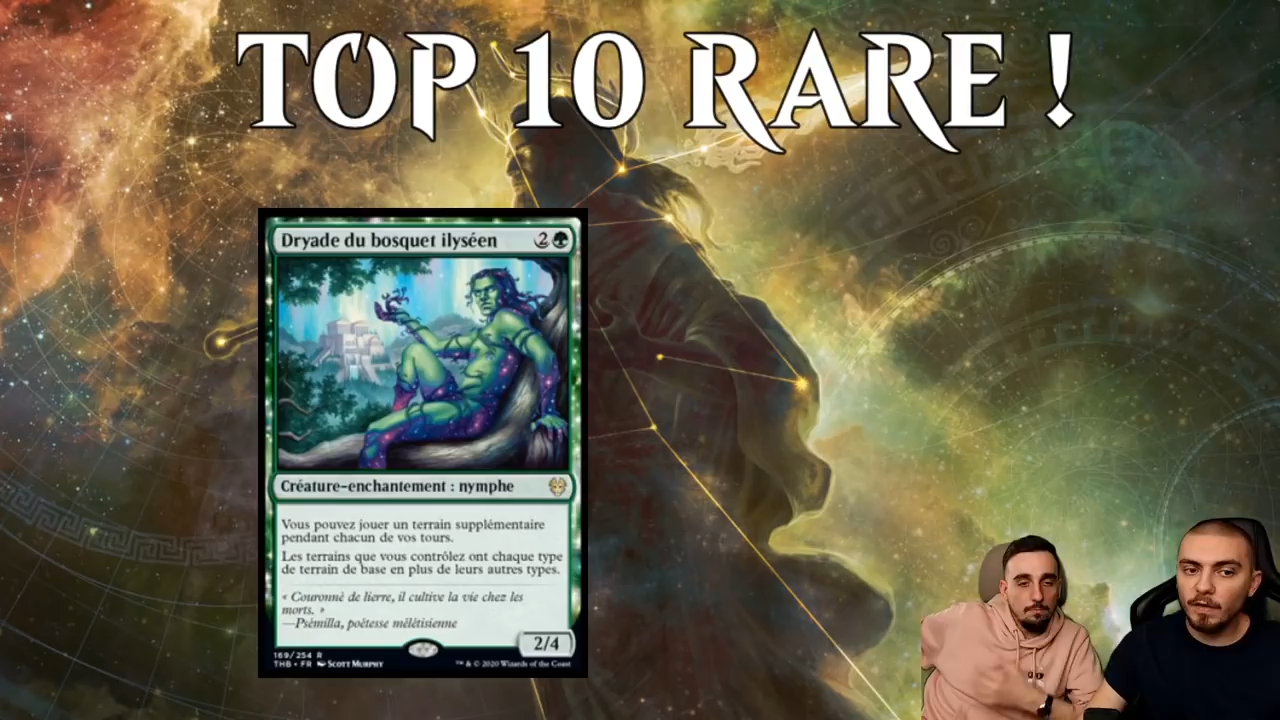 TOP 10 RARE !
Dryade du bosquet ilyséen 2
Créature-enchantement : nymphe
Vous pouvez jouer un terrain supplémentaire
pendant chacun de vos tours.
Les terrains que vous contrôlez ont chaque type
de terrain de base en plus de leurs autres types.
« Couronné de lierre, il cultive la vie chez les
morts. »
—Psémilla, poétesse mélétisienne
2/4
169/254 R
THB • FR Scott Murphy
™ & © 2020 Wizards of the Coast